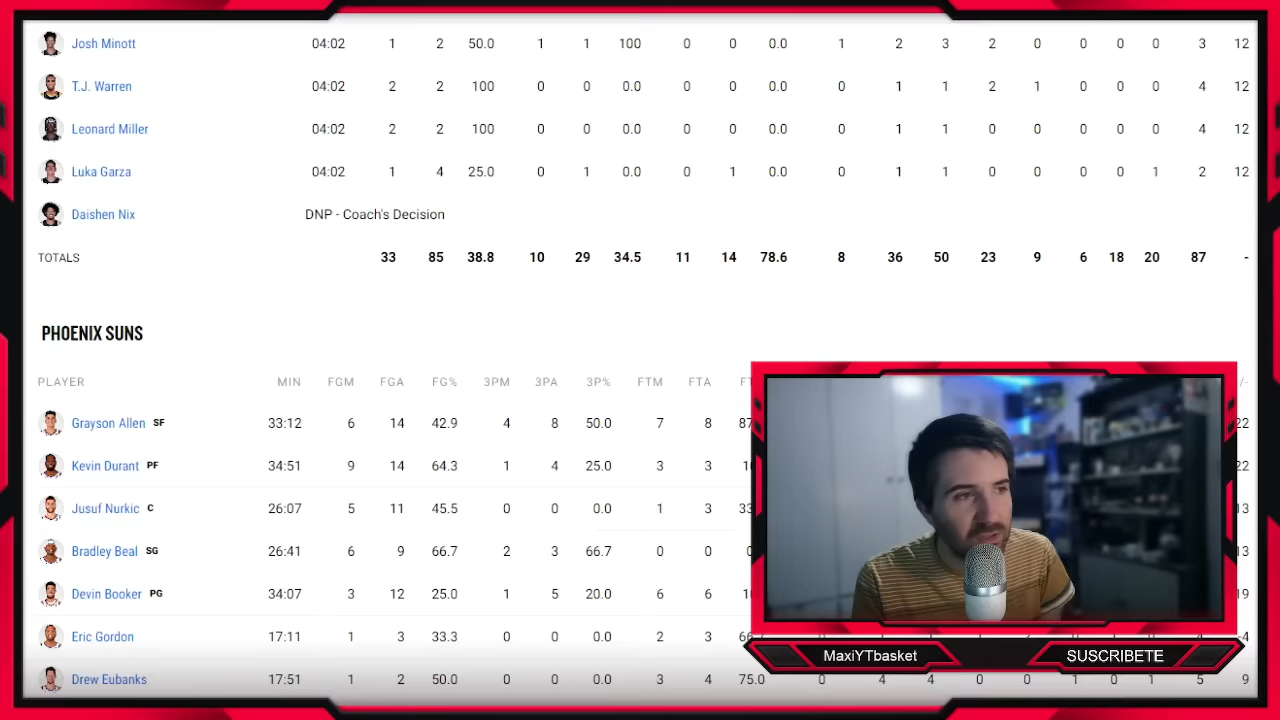 Josh Minott 04:02 1 2 50.0 1 1 100 0 0 0.0 1 2 3 2 0 0 0 0 3 12
T.J. Warren 04:02 2 2 100 0 0 0.0 0 0 0.0 0 1 1 2 1 0 0 0 4 12
Leonard Miller 04:02 2 2 100 0 0 0.0 0 0 0.0 0 1 1 0 0 0 0 0 4 12
Luka Garza 04:02 1 4 25.0 0 1 0.0 0 1 0.0 0 1 1 0 0 0 0 1 2 12
Daishen Nix DNP - Coach's Decision
TOTALS 33 85 38.8 10 29 34.5 11 14 78.6 8 36 50 23 9 6 18 20 87 -
PHOENIX SUNS
PLAYER MIN FGM FGA FG% 3PM 3PA 3P% FTM FTA
Grayson Allen SF 33:12 6 14 42.9 4 8 50.0 7 8 22
Kevin Durant PF 34:51 9 14 64.3 1 4 25.0 3 3 22
Jusuf Nurkic C 26:07 5 11 45.5 0 0 0.0 1 3
Bradley Beal SG 26:41 6 9 66.7 2 3 66.7 0 0
Devin Booker PG 34:07 3 12 25.0 1 5 20.0 6 6
Eric Gordon 17:11 1 3 33.3 0 0 0.0 2 3 -4
Drew Eubanks 17:51 1 2 50.0 0 0 0.0 3 4 75.0 0 4 4 0 0 1 0 1 5 9
MaxiYTbasket SUSCRIBETE